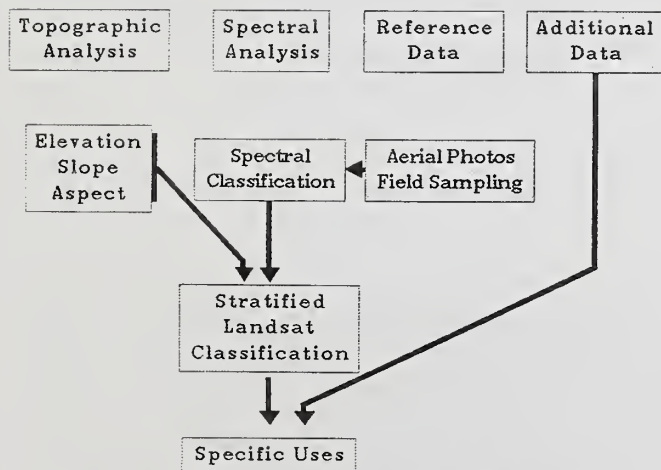 Topographic
Analysis
Spectral
Analysis
Reference
Data
Additional
Data
Elevation
Slope
Aspect
Spectral
Classification
Aerial Photos
Field Sampling
Stratified
Landsat
Classification
Specific Uses